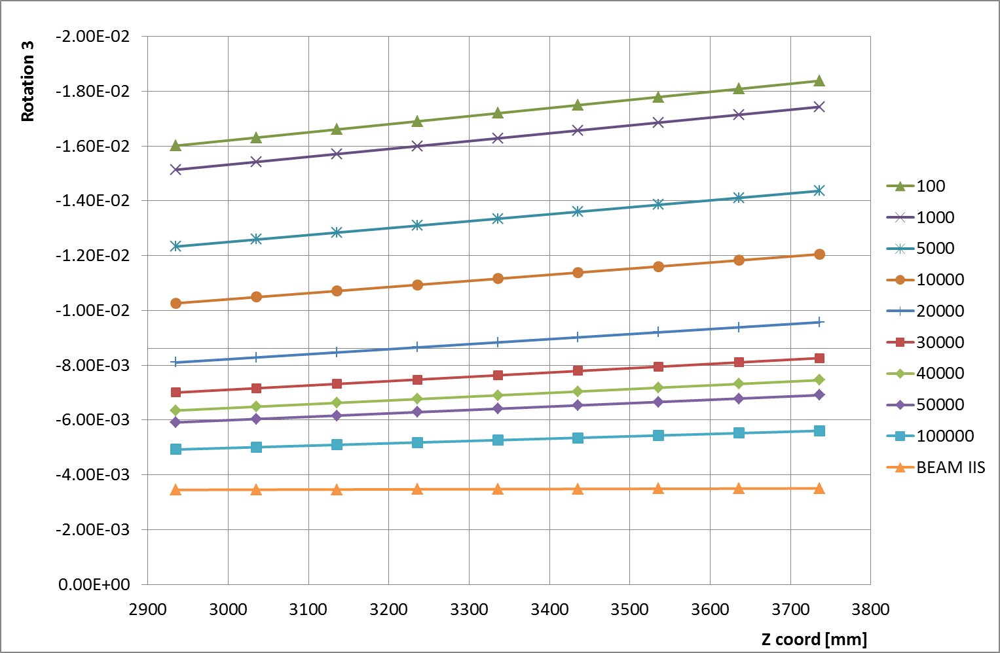 Rotation 3
-2.00E-02
-1.80E-02
-1.60E-02
-1.40E-02
-1.20E-02
-1.00E-02
-8.00E-03
-6.00E-03
-4.00E-03
-2.00E-03
0.00E+00
2900 3000 3100 3200 3300 3400 3500 3600 3700 3800
Z coord [mm]
100
1000
5000
10000
20000
30000
40000
50000
100000
BEAM IIS